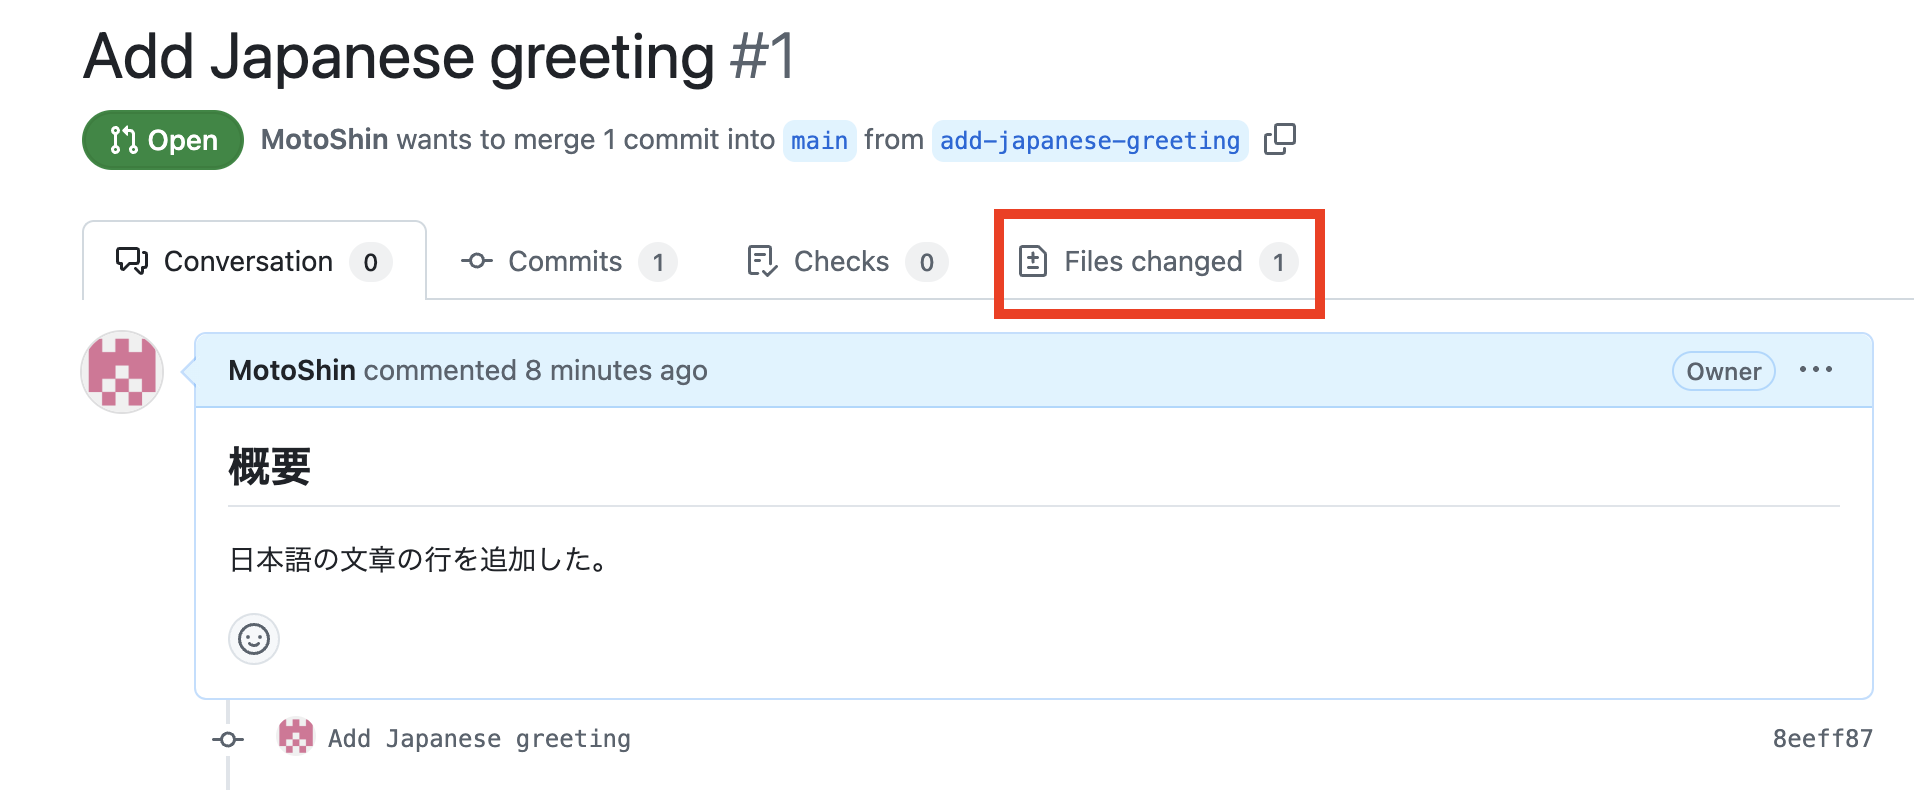 Add Japanese greeting #1
Open MotoShin wants to merge 1 commit into main from add-japanese-greeting
Conversation 0 Commits 1 Checks 0 Files changed 1
MotoShin commented 8 minutes ago Owner
概要
日本語の文章の行を追加した。
Add Japanese greeting 8eeff87